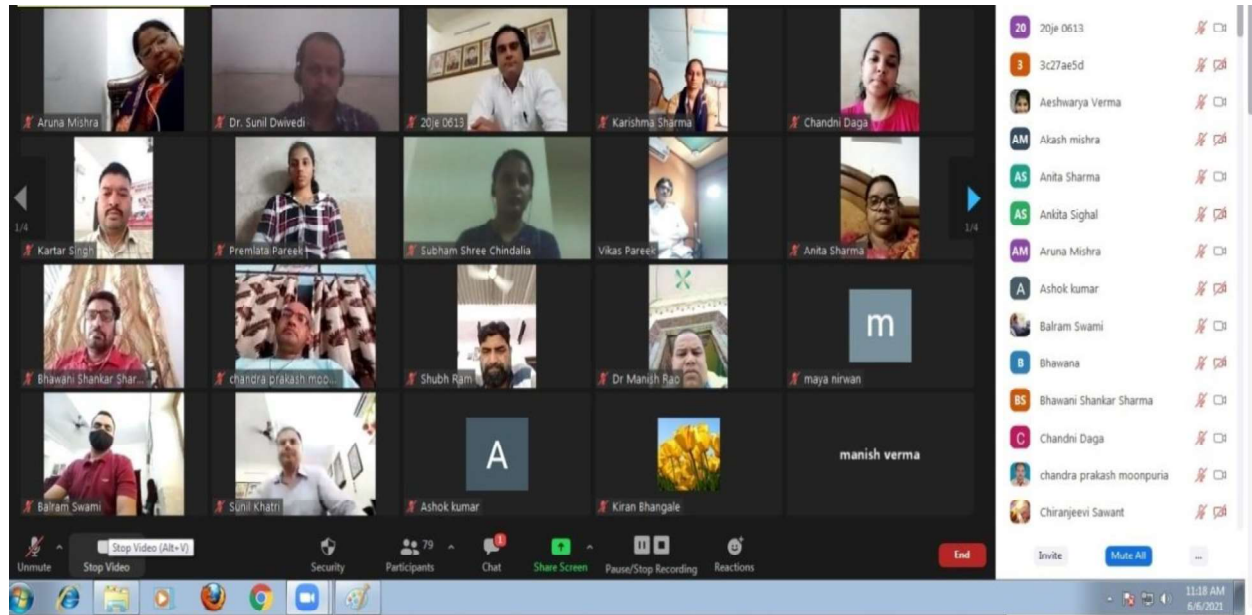 Aruna Mishra
Dr. Sunil Dwivedi
20je 0613
Karishma Sharma
Chandni Daga
1/4
Kartar Singh
Premlata Pareek
Subham Shree Chindalia
Vikas Pareek
Anita Sharma
1/4
Bhawani Shankar Shar...
chandra prakash moo...
Shubh Ram
Dr Manish Rao
m
maya nirwan
Balram Swami
Sunil Khatri
A
Ashok kumar
Kiran Bhangale
manish verma
Unmute
Stop Video (Alt+V)
Stop Video
Security
79
Participants
1
Chat
Share Screen
Pause/Stop Recording
Reactions
End
20 20je 0613
3 3c27ae5d
Aeshwarya Verma
AM Akash mishra
AS Anita Sharma
AS Ankita Sighal
AM Aruna Mishra
A Ashok kumar
Balram Swami
B Bhawana
BS Bhawani Shankar Sharma
C Chandni Daga
chandra prakash moonpuria
Chiranjeevi Sawant
Invite
Mute All
...
11:18 AM
6/6/2021